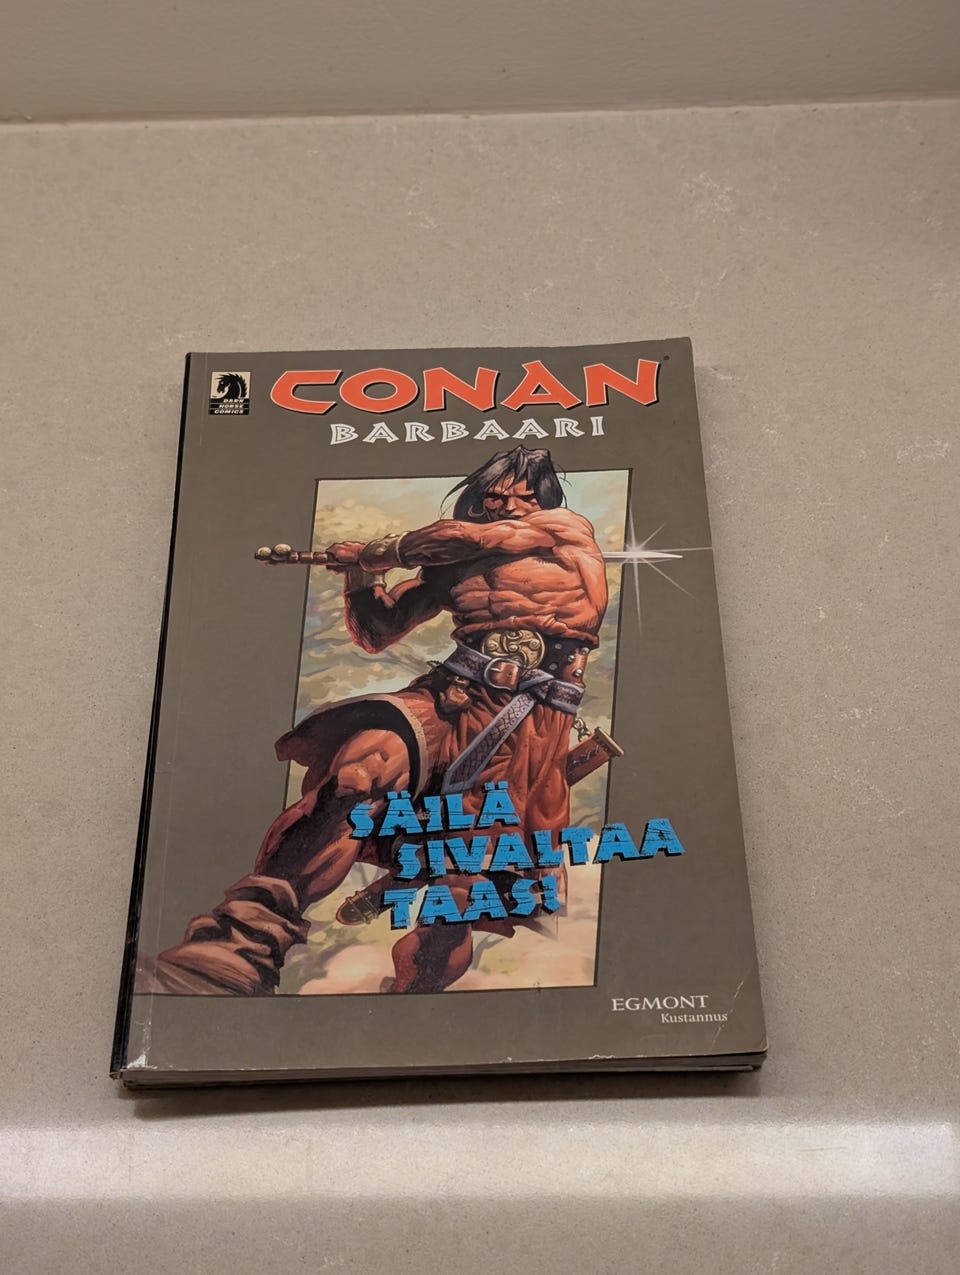 CONAN®
BARBAARI
DARK
HORSE
COMICS
SÄILÄ
SIVALTAA
TAAS!
EGMONT
Kustannus